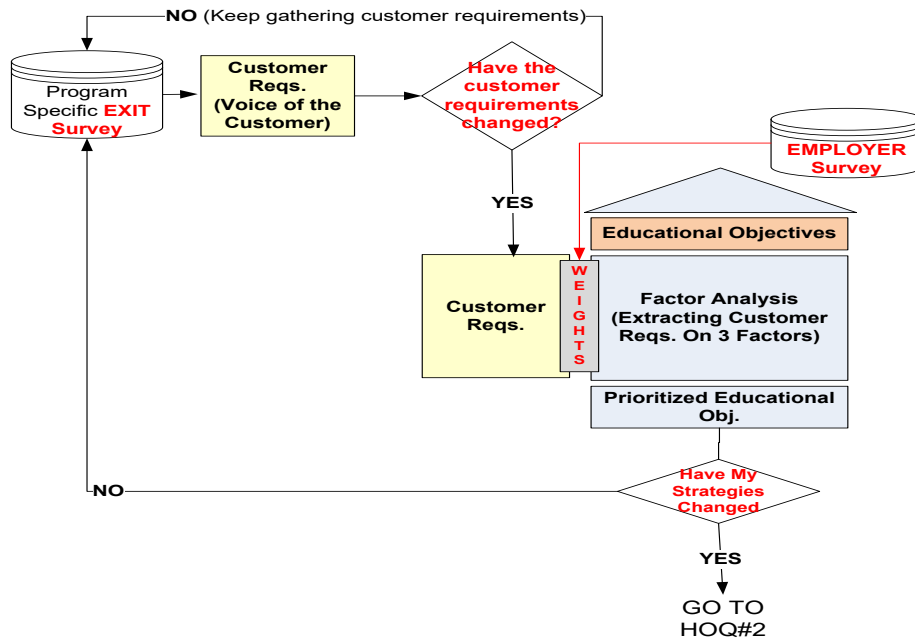 NO (Keep gathering customer requirements)
Program
Specific EXIT
Survey
Customer
Reqs.
(Voice of the
Customer)
Have the
customer
requirements
changed?
EMPLOYER
Survey
YES
Educational Objectives
Customer
Reqs.
W
E
I
G
H
T
S
Factor Analysis
(Extracting Customer
Reqs. On 3 Factors)
Prioritized Educational
Obj.
Have My
Strategies
Changed
NO
YES
GO TO
HOQ#2